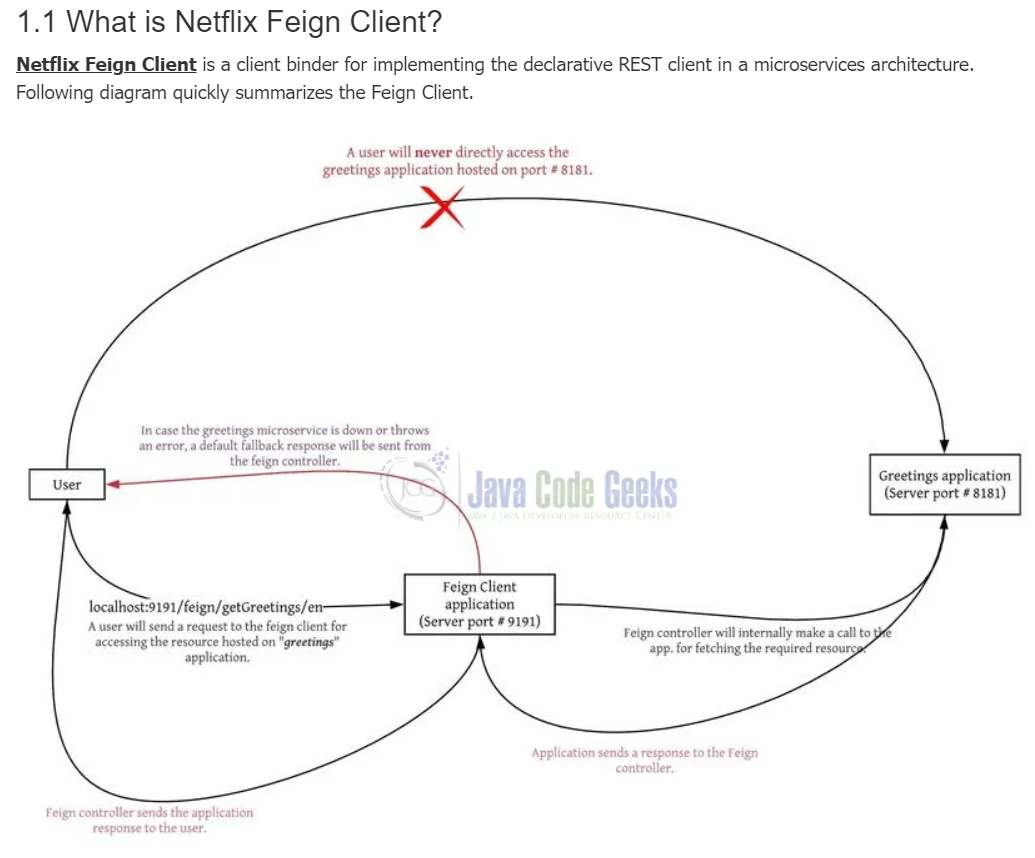 1.1 What is Netflix Feign Client?
Netflix Feign Client is a client binder for implementing the declarative REST client in a microservices architecture.
Following diagram quickly summarizes the Feign Client.
A user will never directly access the
greetings application hosted on port # 8181.
In case the greetings microservice is down or throws
an error, a default fallback response will be sent from
the feign controller.
User
JCG
Java Code Geeks
JAVA 2 JAVA DEVELOPERS RESOURCE CENTER
Greetings application
(Server port # 8181)
Feign Client
application
(Server port # 9191)
localhost:9191/feign/getGreetings/en
A user will send a request to the feign client for
accessing the resource hosted on "greetings"
application.
Feign controller will internally make a call to the
app. for fetching the required resource.
Application sends a response to the Feign
controller.
Feign controller sends the application
response to the user.